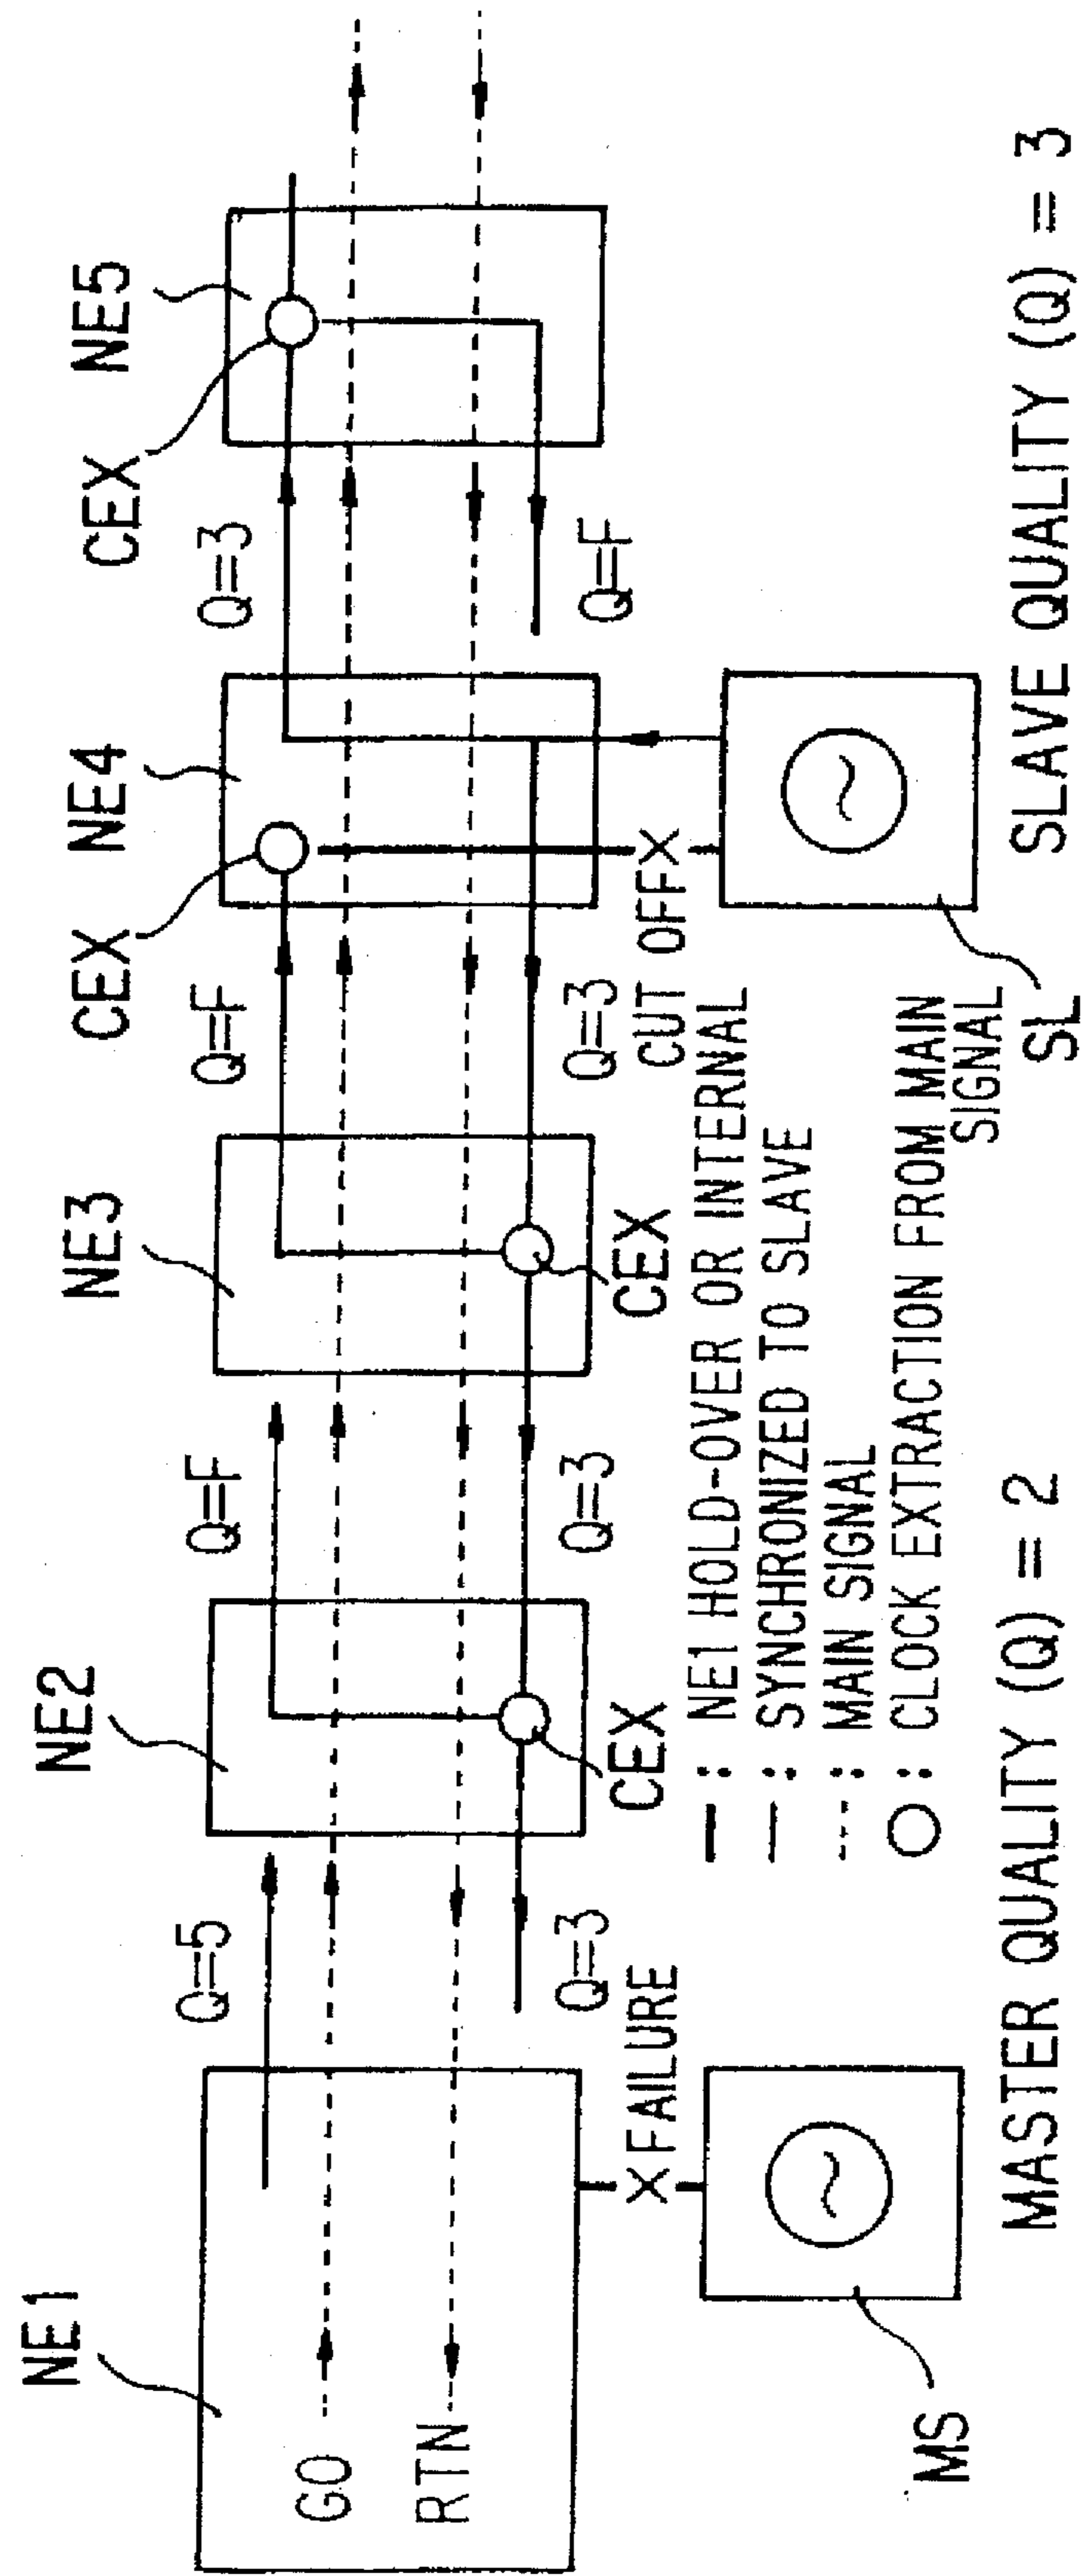 NE1
NE2
NE3
NE4
NE5
CEX
CEX
Q=5
Q=F
Q=F
Q=3
GO
RTN
Q=3
Q=3
Q=3
Q=F
CEX
CEX
X FAILURE
CUT OFF X
MS
SL
━ : NE1 HOLD-OVER OR INTERNAL
— : SYNCHRONIZED TO SLAVE
--- : MAIN SIGNAL
○ : CLOCK EXTRACTION FROM MAIN
SIGNAL
MASTER QUALITY (Q) = 2
SLAVE QUALITY (Q) = 3